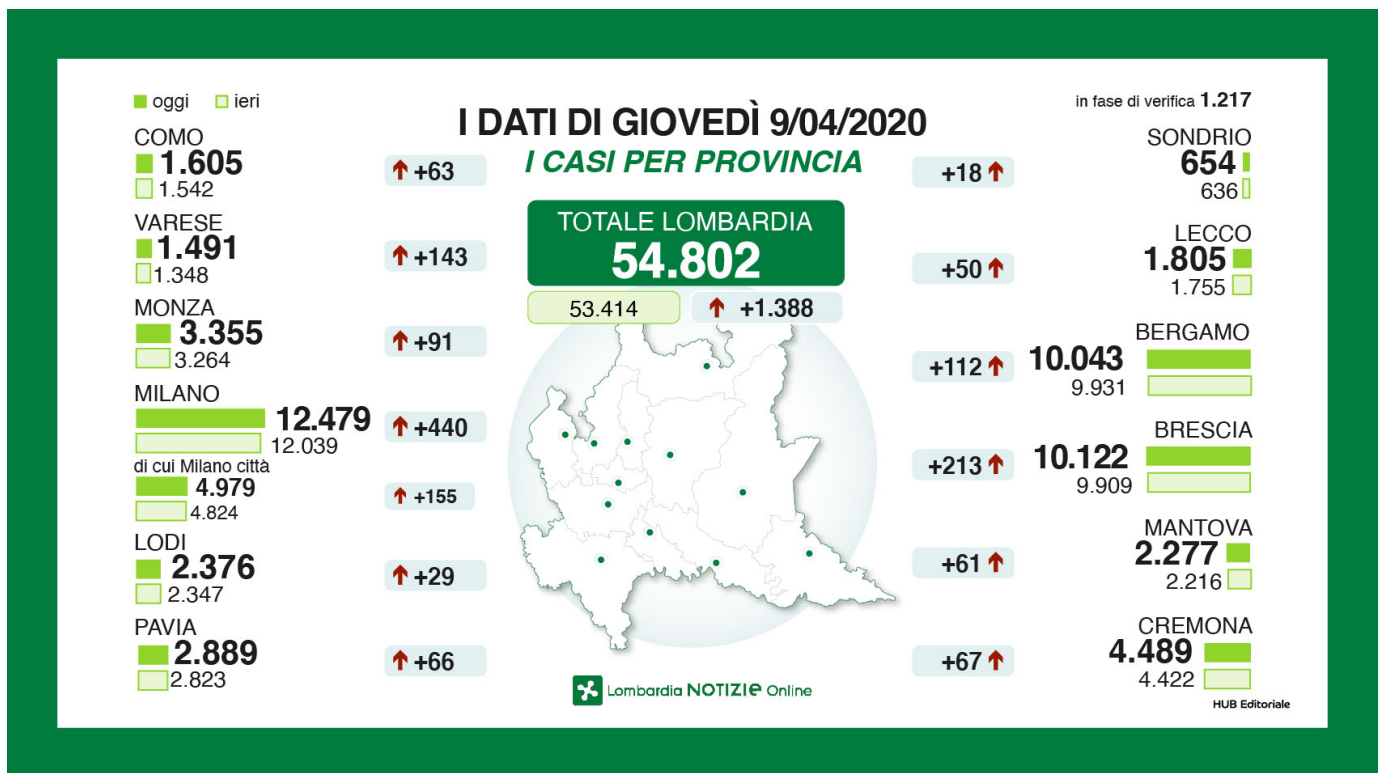 oggi ieri
I DATI DI GIOVEDÌ 9/04/2020
I CASI PER PROVINCIA
in fase di verifica 1.217
TOTALE LOMBARDIA
54.802
53.414 +1.388
COMO
1.605
1.542
+63
VARESE
1.491
1.348
+143
MONZA
3.355
3.264
+91
MILANO
12.479
12.039
+440
di cui Milano città
4.979
4.824
+155
LODI
2.376
2.347
+29
PAVIA
2.889
2.823
+66
SONDRIO
654
636
+18
LECCO
1.805
1.755
+50
BERGAMO
10.043
9.931
+112
BRESCIA
10.122
9.909
+213
MANTOVA
2.277
2.216
+61
CREMONA
4.489
4.422
+67
Lombardia NOTIZIE Online
HUB Editoriale